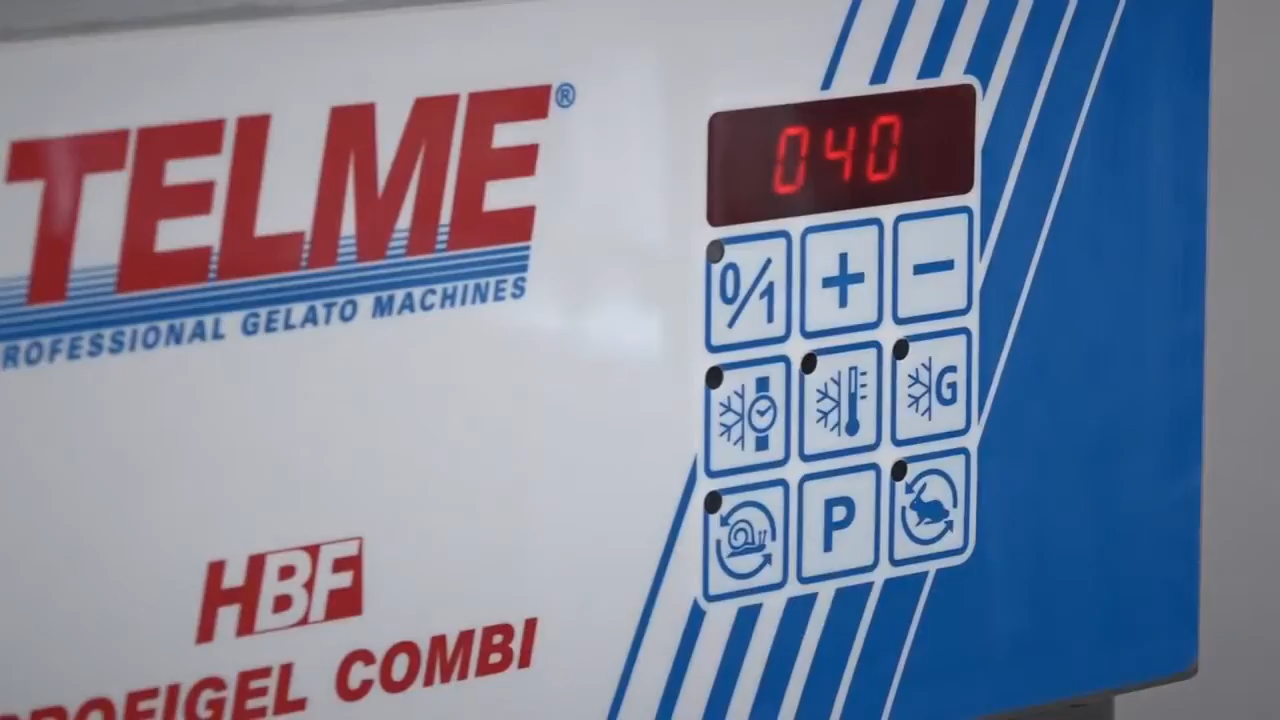 TELME®
ROFESSIONAL GELATO MACHINES
040
0/1 + -
G
P
HBF
ROFIGEL COMBI